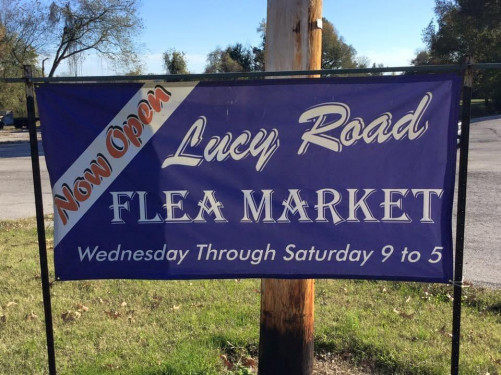 Now Open
Lucy Road
FLEA MARKET
Wednesday Through Saturday 9 to 5